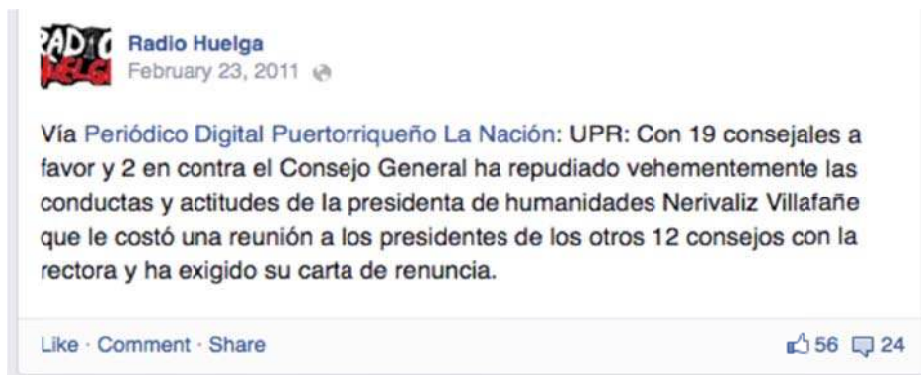 RADIO
HUELGA
Radio Huelga
February 23, 2011
Vía Periódico Digital Puertorriqueño La Nación: UPR: Con 19 consejales a
favor y 2 en contra el Consejo General ha repudiado vehementemente las
conductas y actitudes de la presidenta de humanidades Nerivaliz Villafañe
que le costó una reunión a los presidentes de los otros 12 consejos con la
rectora y ha exigido su carta de renuncia.
Like · Comment · Share 56 24